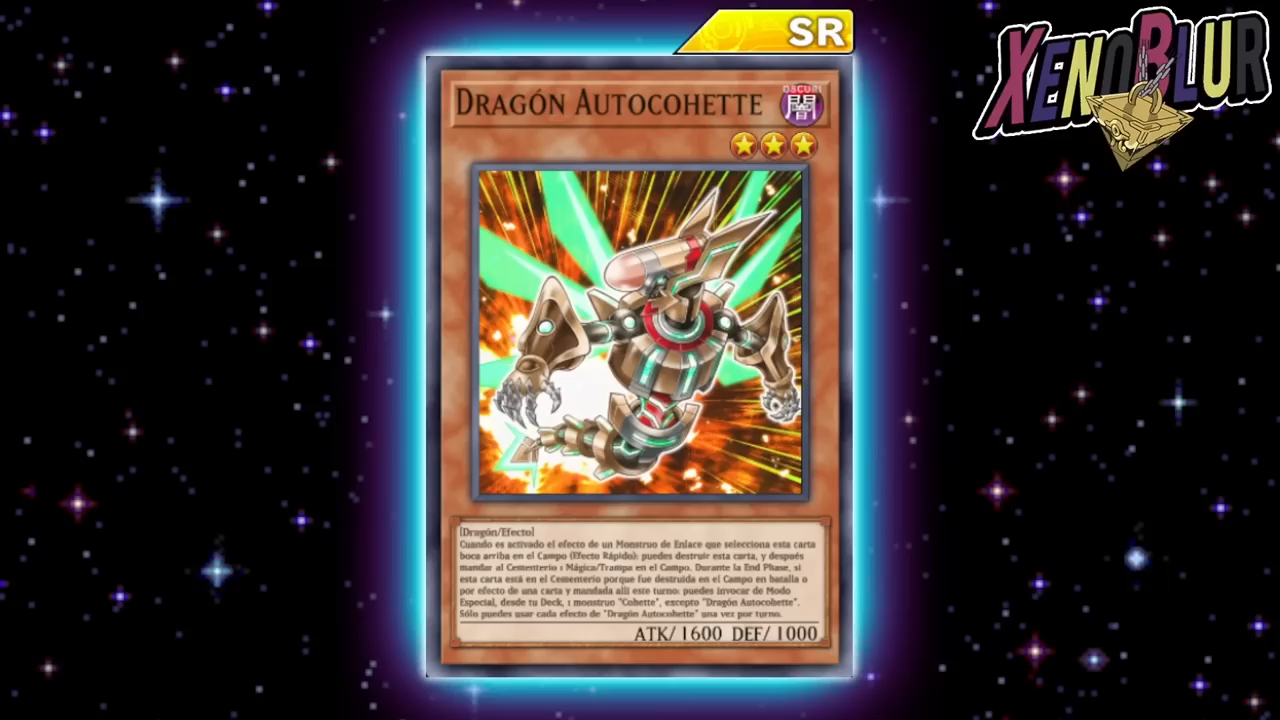 SR
XENOBLUR
DRAGÓN AUTOCOHETTE
OSCURI
闇
[Dragón/Efecto]
Cuando es activado el efecto de un Monstruo de Enlace que selecciona esta carta
boca arriba en el Campo (Efecto Rápido): puedes destruir esta carta, y después
mandar al Cementerio 1 Mágica/Trampa en el Campo. Durante la End Phase, si
esta carta está en el Cementerio porque fue destruida en el Campo en batalla o
por efecto de una carta y mandada allí este turno: puedes invocar de Modo
Especial, desde tu Deck, 1 monstruo "Cohette", excepto "Dragón Autocohette".
Sólo puedes usar cada efecto de "Dragón Autocohette" una vez por turno.
ATK/ 1600 DEF/ 1000